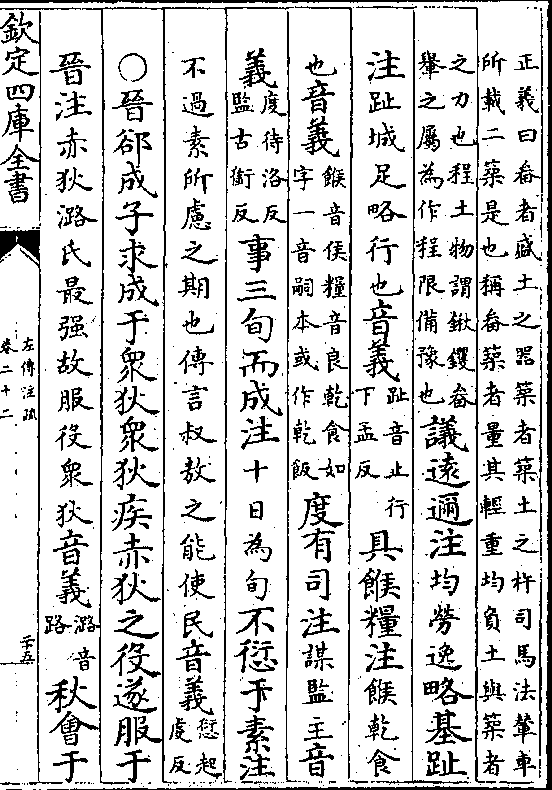 正義曰畚者盛土之器築者築土之杵司馬法輂車
所載二築是也稱畚築者量其輕重均負土與築者
之力也程土物謂鍬钁畚
轝之屬為作程限備豫也議遠邇注均勞逸略基趾
注趾城足略行也音義趾音止行
下孟反具餱糧注餱乾食
也音義餱音侯糧音良乾食如
字一音嗣本或作乾飯度有司注謀監主音
義度待洛反
監古銜反事三旬而成注十日為旬不愆于素注
不過素所慮之期也傳言叔敖之能使民音義愆起
虔反
○晉郤成子求成于衆狄衆狄疾赤狄之役遂服于
晉注赤狄潞氏最强故服役衆狄音義潞音
路秋會于
欽定四庫全書
左傳注疏
卷二十二